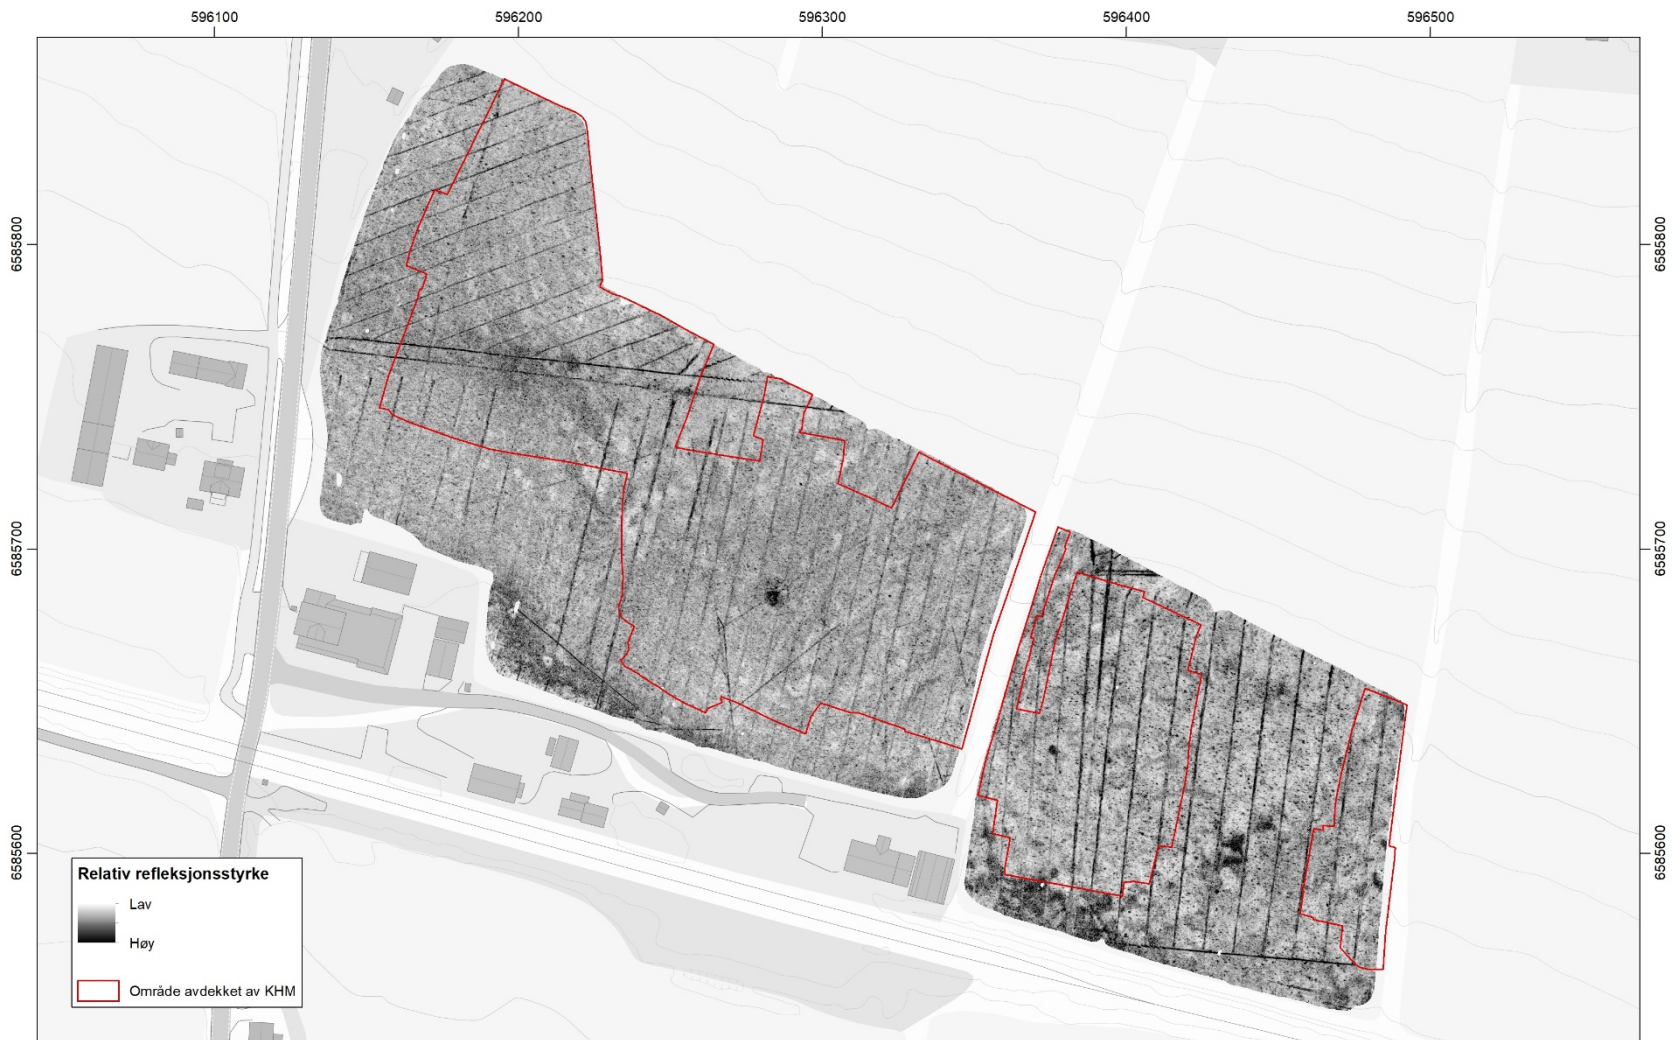 596100 596200 596300 596400 596500
6585800 6585800
6585700 6585700
6585600 6585600
Relativ refleksjonsstyrke
Lav
Høy
Område avdekket av KHM